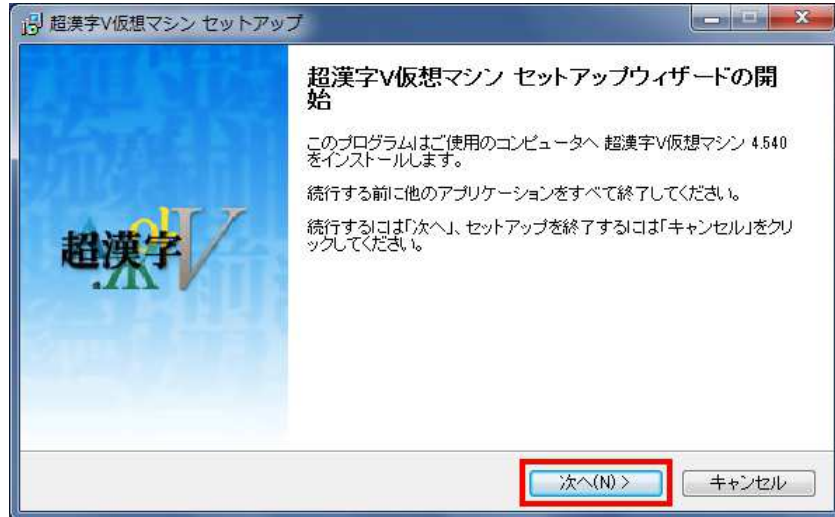 超漢字V仮想マシン セットアップ
超漢字V仮想マシン セットアップウィザードの開
始
このプログラムはご使用のコンピュータへ 超漢字V仮想マシン 4.540
をインストールします。
続行する前に他のアプリケーションをすべて終了してください。
続行するには「次へ」、セットアップを終了するには「キャンセル」をクリ
ックしてください。
超漢字V
次へ(N) >
キャンセル